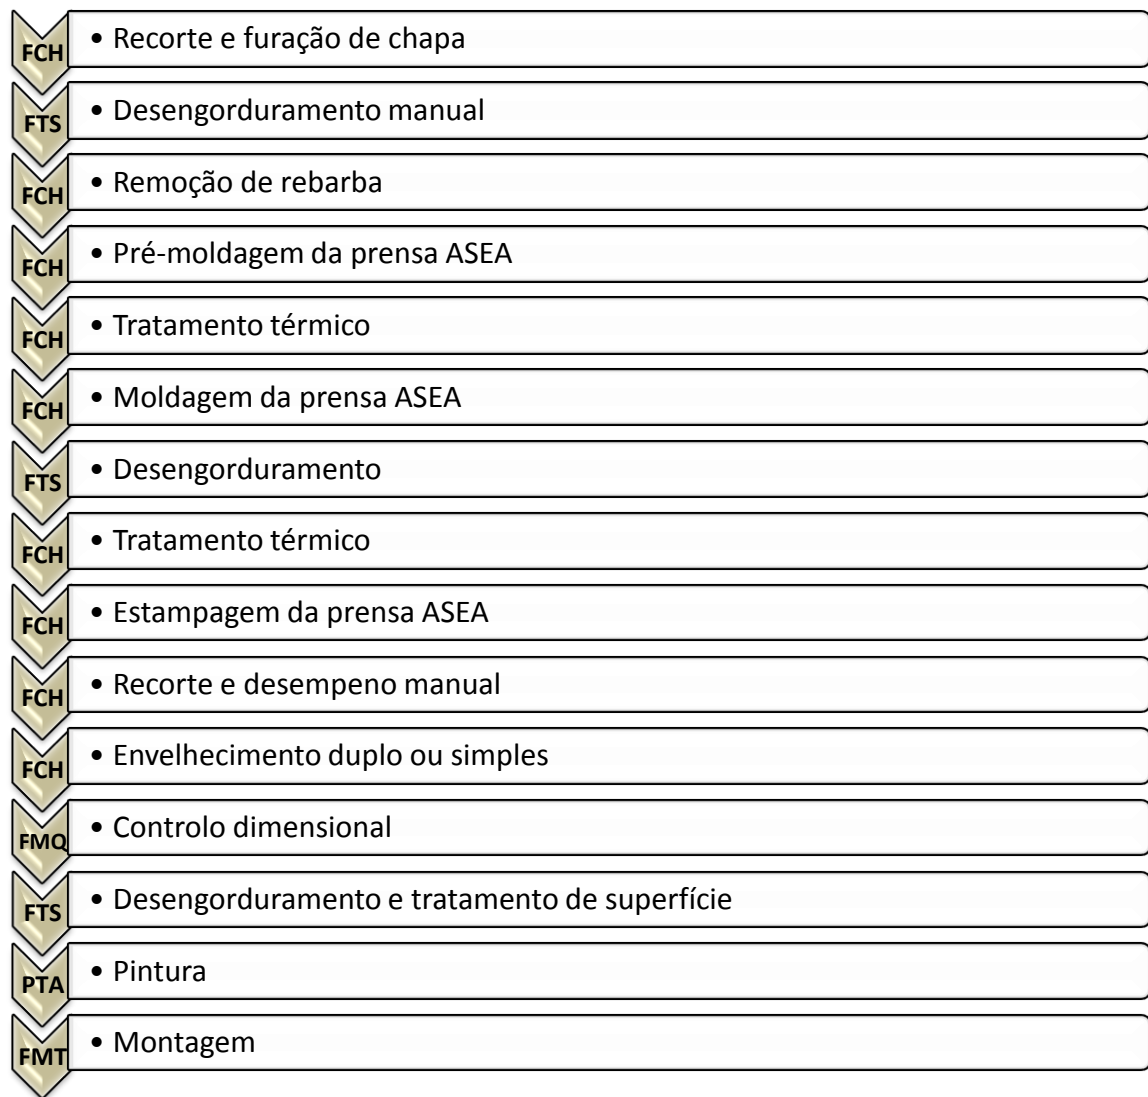 FCH • Recorte e furação de chapa
FTS • Desengorduramento manual
FCH • Remoção de rebarba
FCH • Pré-moldagem da prensa ASEA
FCH • Tratamento térmico
FCH • Moldagem da prensa ASEA
FTS • Desengorduramento
FCH • Tratamento térmico
FCH • Estampagem da prensa ASEA
FCH • Recorte e desempeno manual
FCH • Envelhecimento duplo ou simples
FMQ • Controlo dimensional
FTS • Desengorduramento e tratamento de superfície
PTA • Pintura
FMT • Montagem